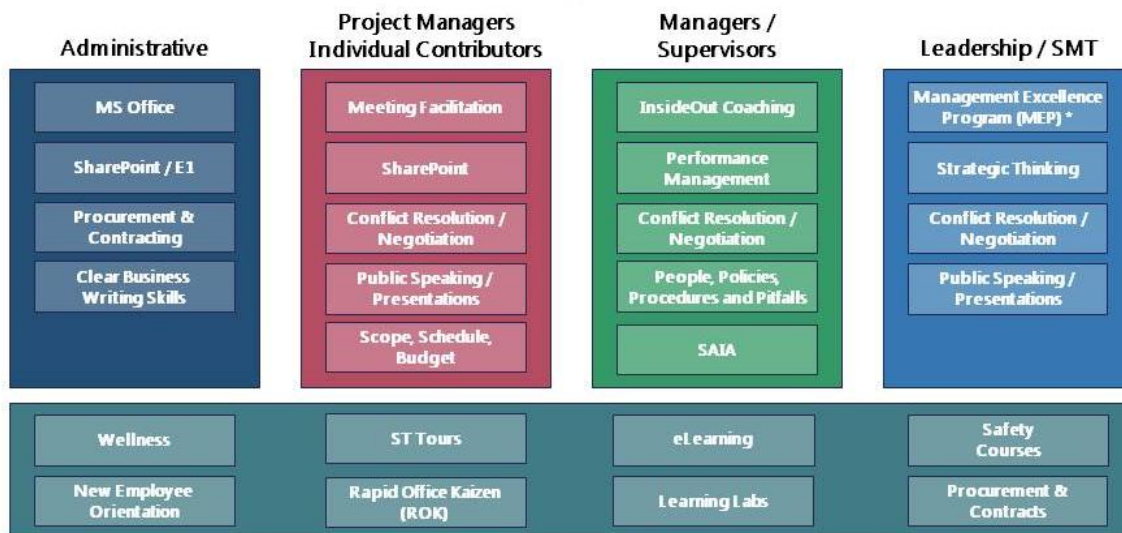 Administrative
Project Managers
Individual Contributors
Managers /
Supervisors
Leadership / SMT
MS Office
SharePoint / E1
Procurement &
Contracting
Clear Business
Writing Skills
Meeting Facilitation
SharePoint
Conflict Resolution /
Negotiation
Public Speaking /
Presentations
Scope, Schedule,
Budget
InsideOut Coaching
Performance
Management
Conflict Resolution /
Negotiation
People, Policies,
Procedures and Pitfalls
SAIA
Management Excellence
Program (MEP) *
Strategic Thinking
Conflict Resolution /
Negotiation
Public Speaking /
Presentations
Wellness
ST Tours
eLearning
Safety
Courses
New Employee
Orientation
Rapid Office Kaizen
(ROK)
Learning Labs
Procurement &
Contracts